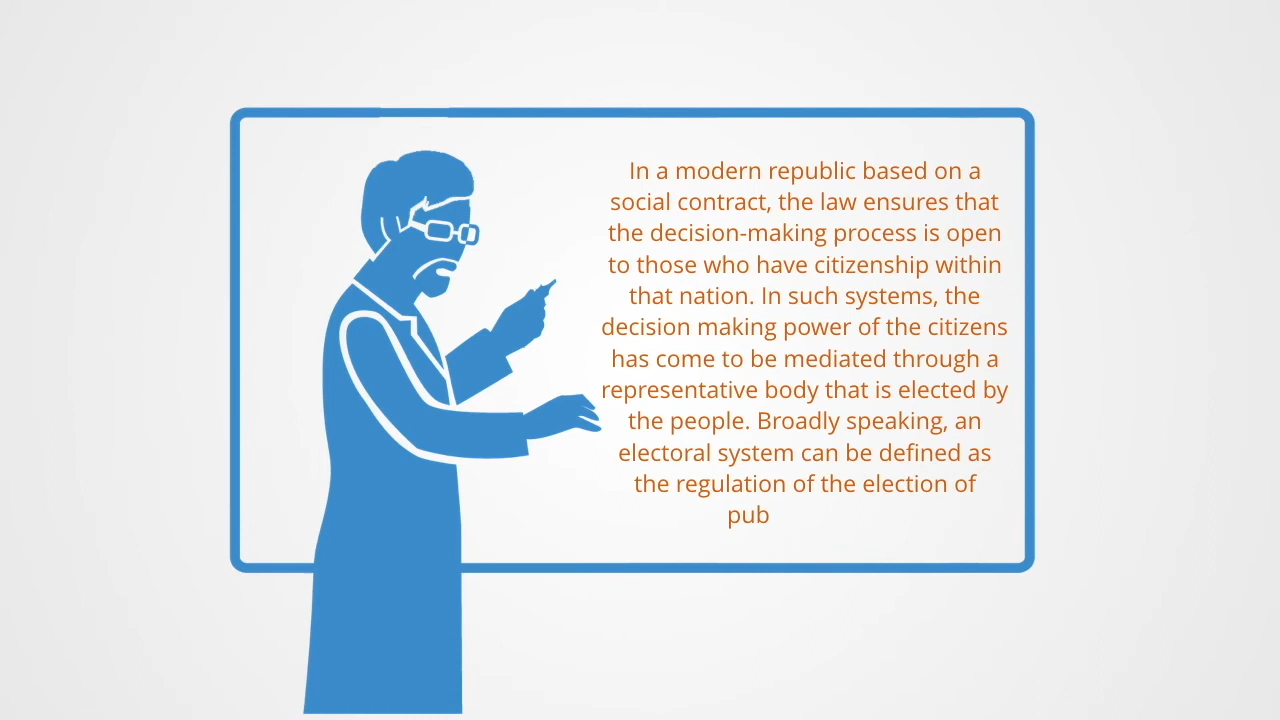 In a modern republic based on a
social contract, the law ensures that
the decision-making process is open
to those who have citizenship within
that nation. In such systems, the
decision making power of the citizens
has come to be mediated through a
representative body that is elected by
the people. Broadly speaking, an
electoral system can be defined as
the regulation of the election of
pub